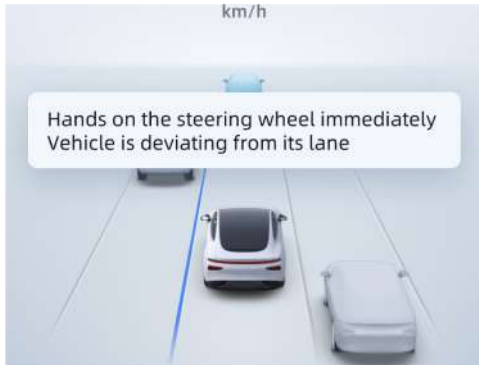 km/h
Hands on the steering wheel immediately
Vehicle is deviating from its lane